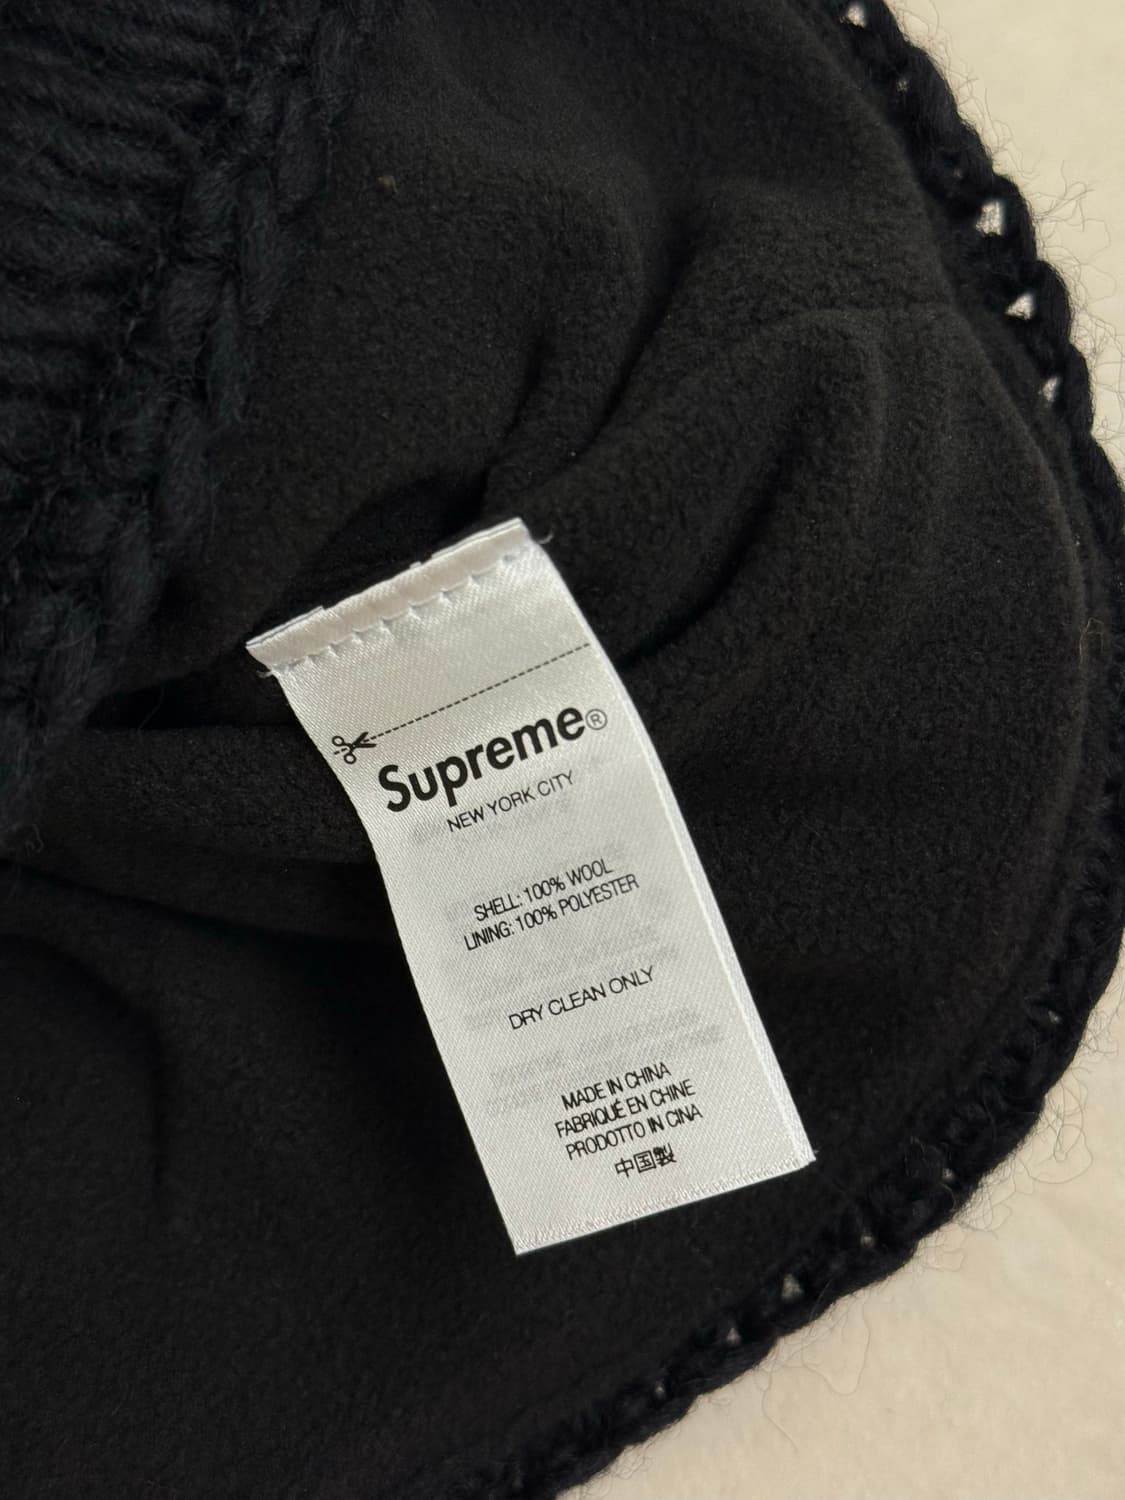 Supreme®
NEW YORK CITY
SHELL: 100% WOOL
LINING: 100% POLYESTER
DRY CLEAN ONLY
MADE IN CHINA
FABRIQUÉ EN CHINE
PRODOTTO IN CINA
中国製